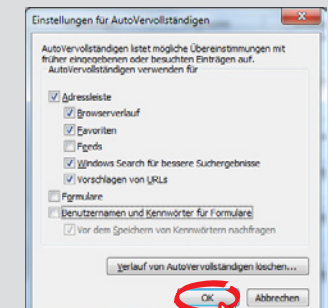 Einstellungen für AutoVervollständigen
AutoVervollständigen listet mögliche Übereinstimmungen mit
früher eingegebenen oder besuchten Einträgen auf.
AutoVervollständigen verwenden für
Adressleiste
Browserverlauf
Favoriten
Feeds
Windows Search für bessere Suchergebnisse
Vorschlagen von URLs
Formulare
Benutzernamen und Kennwörter für Formulare
Vor dem Speichern von Kennwörtern nachfragen
Verlauf von AutoVervollständigen löschen...
OK Abbrechen